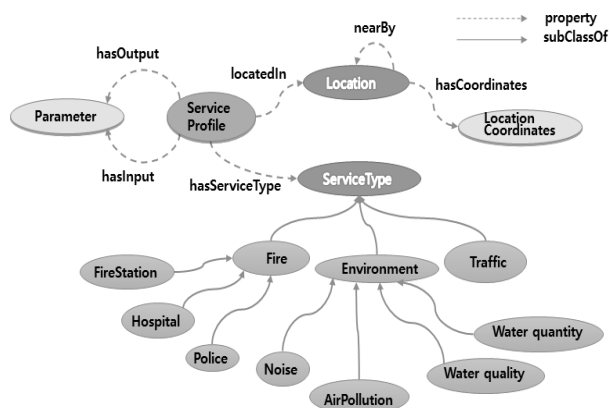 nearBy
property
subClassOf
hasOutput
locatedIn
Location
hasCoordinates
Parameter
Service
Profile
Location
Coordinates
hasInput
hasServiceType
ServiceType
FireStation
Fire
Environment
Traffic
Hospital
Police
Noise
AirPollution
Water quality
Water quantity